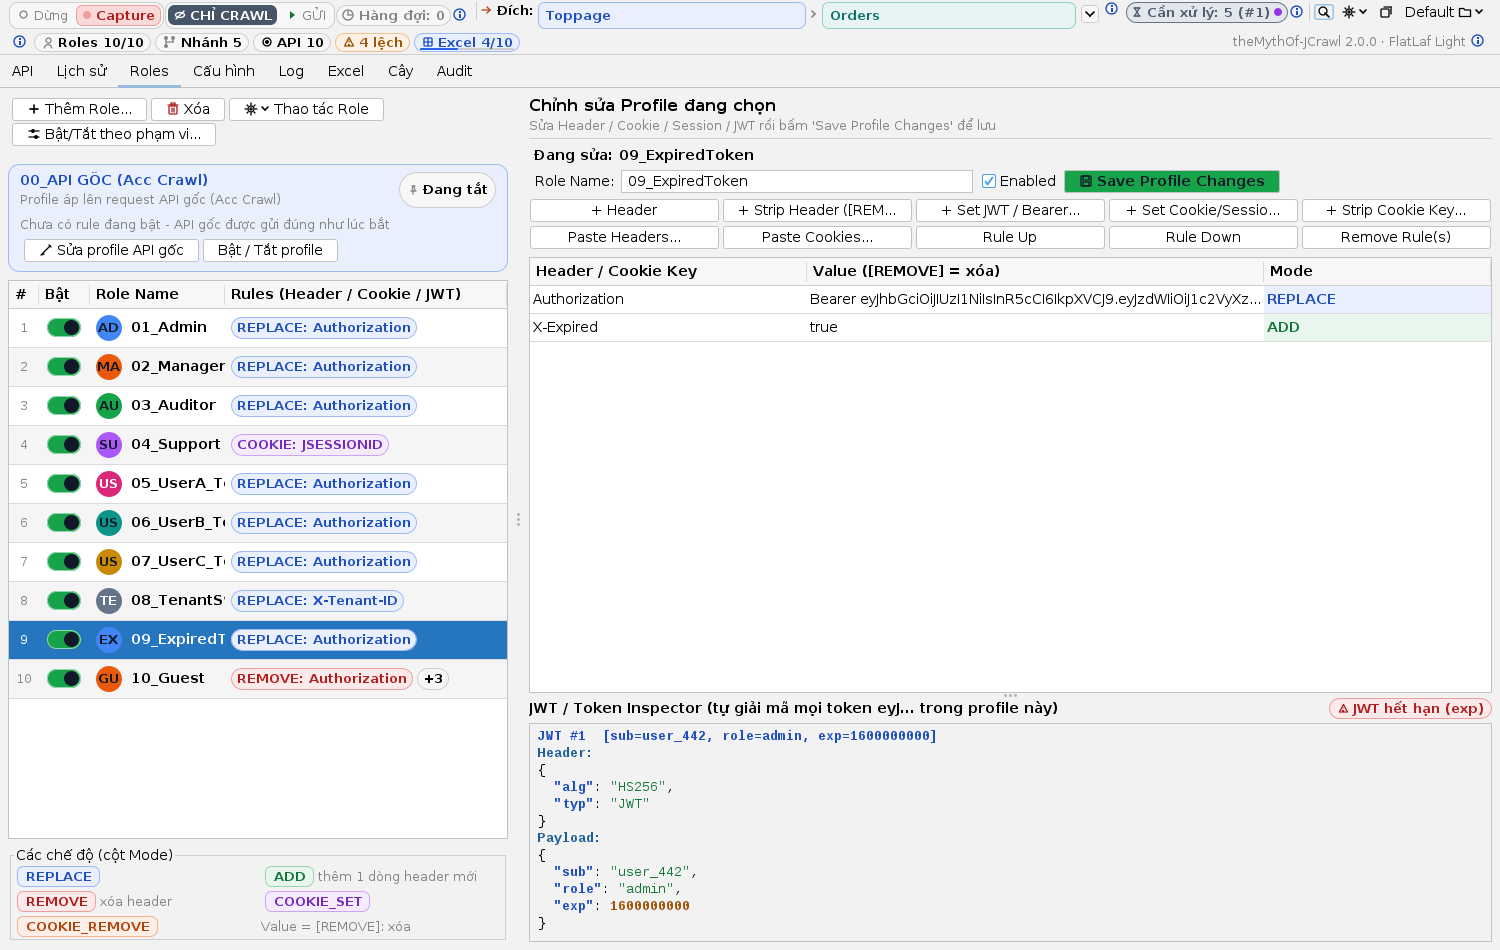 Dừng Capture CHỈ CRAWL GỬI Hàng đợi: 0 Đích: Toppage Orders Cần xử lý: 5 (#1) Default
Roles 10/10 Nhánh 5 API 10 4 lệch Excel 4/10 theMythOf-JCrawl 2.0.0 · FlatLaf Light
API Lịch sử Roles Cấu hình Log Excel Cây Audit
+ Thêm Role... Xóa Thao tác Role
Bật/Tắt theo phạm vi...
00_API GỐC (Acc Crawl)
Profile áp lên request API gốc (Acc Crawl)
Đang tắt
Chưa có rule đang bật - API gốc được gửi đúng như lúc bắt
Sửa profile API gốc Bật / Tắt profile
# Bật Role Name Rules (Header / Cookie / JWT)
1 AD 01_Admin REPLACE: Authorization
2 MA 02_Manager REPLACE: Authorization
3 AU 03_Auditor REPLACE: Authorization
4 SU 04_Support COOKIE: JSESSIONID
5 US 05_UserA_T REPLACE: Authorization
6 US 06_UserB_T REPLACE: Authorization
7 US 07_UserC_T REPLACE: Authorization
8 TE 08_TenantS REPLACE: X-Tenant-ID
9 EX 09_ExpiredT REPLACE: Authorization
10 GU 10_Guest REMOVE: Authorization +3
Các chế độ (cột Mode)
REPLACE ADD thêm 1 dòng header mới
REMOVE xóa header COOKIE_SET
COOKIE_REMOVE Value = [REMOVE]: xóa
Chỉnh sửa Profile đang chọn
Sửa Header / Cookie / Session / JWT rồi bấm 'Save Profile Changes' để lưu
Đang sửa: 09_ExpiredToken
Role Name: 09_ExpiredToken Enabled Save Profile Changes
+ Header + Strip Header ([REM... + Set JWT / Bearer... + Set Cookie/Sessio... + Strip Cookie Key...
Paste Headers... Paste Cookies... Rule Up Rule Down Remove Rule(s)
Header / Cookie Key Value ([REMOVE] = xóa) Mode
Authorization Bearer eyJhbGciOiJIUzI1NiIsInR5cCI6IkpXVCJ9.eyJzdWIiOiJ1c2VyXz... REPLACE
X-Expired true ADD
JWT / Token Inspector (tự giải mã mọi token eyJ... trong profile này) JWT hết hạn (exp)
JWT #1 [sub=user_442, role=admin, exp=1600000000]
Header:
{
"alg": "HS256",
"typ": "JWT"
}
Payload:
{
"sub": "user_442",
"role": "admin",
"exp": 1600000000
}